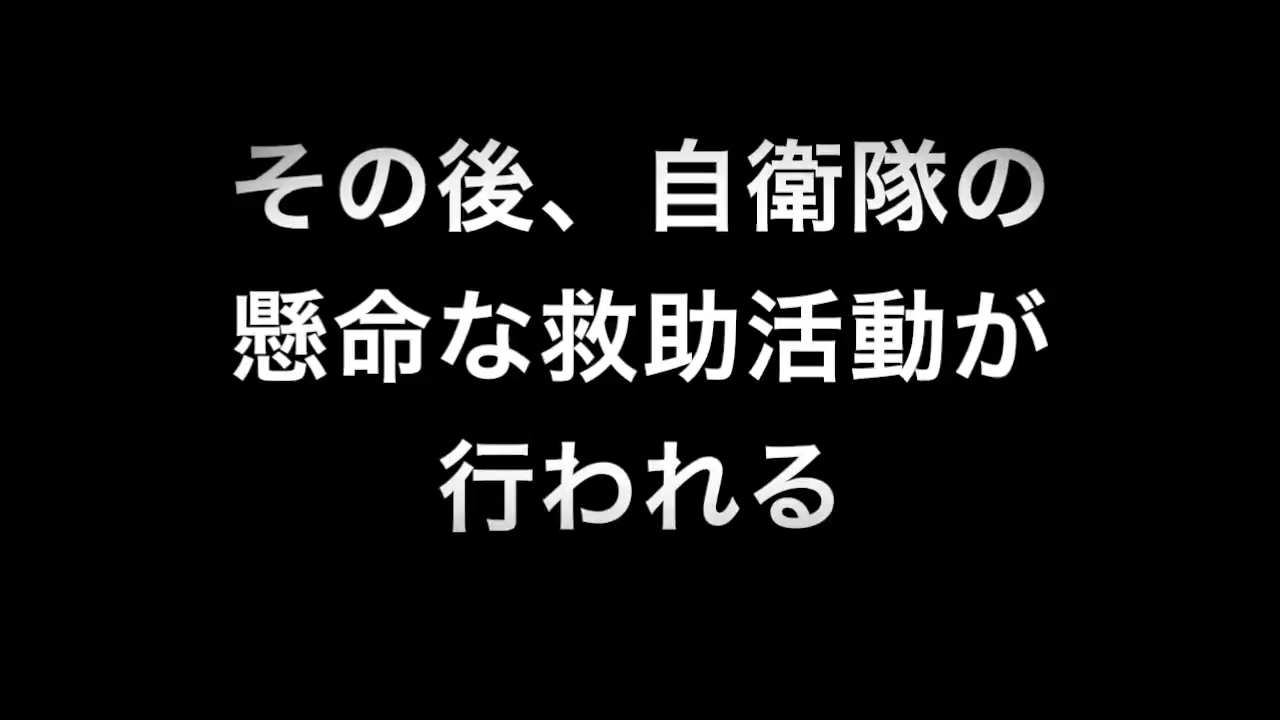 その後、自衛隊の
懸命な救助活動が
行われる